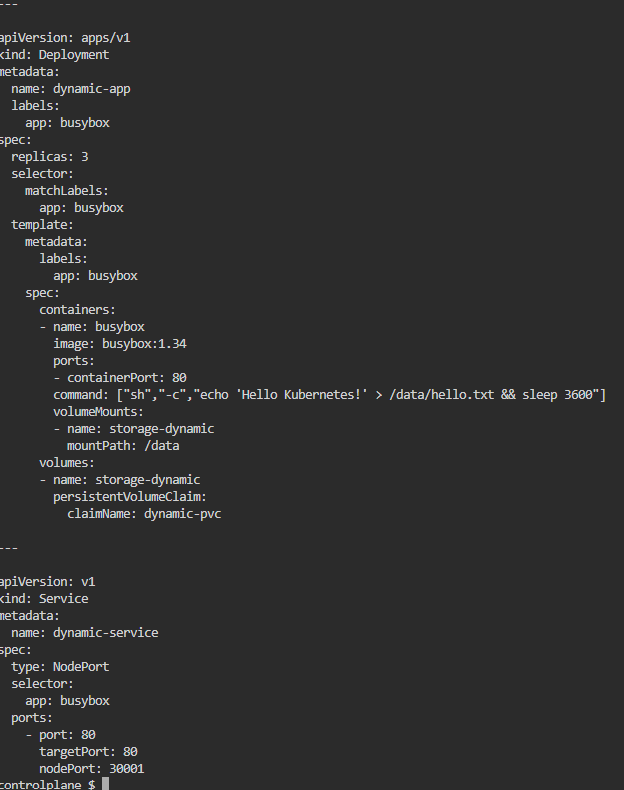 ---
apiVersion: apps/v1
kind: Deployment
metadata:
  name: dynamic-app
  labels:
    app: busybox
spec:
  replicas: 3
  selector:
    matchLabels:
      app: busybox
  template:
    metadata:
      labels:
        app: busybox
    spec:
      containers:
      - name: busybox
        image: busybox:1.34
        ports:
        - containerPort: 80
        command: ["sh","-c","echo 'Hello Kubernetes!' > /data/hello.txt && sleep 3600"]
        volumeMounts:
        - name: storage-dynamic
          mountPath: /data
      volumes:
      - name: storage-dynamic
        persistentVolumeClaim:
          claimName: dynamic-pvc
---
apiVersion: v1
kind: Service
metadata:
  name: dynamic-service
spec:
  type: NodePort
  selector:
    app: busybox
  ports:
    - port: 80
      targetPort: 80
      nodePort: 30001
controlplane $